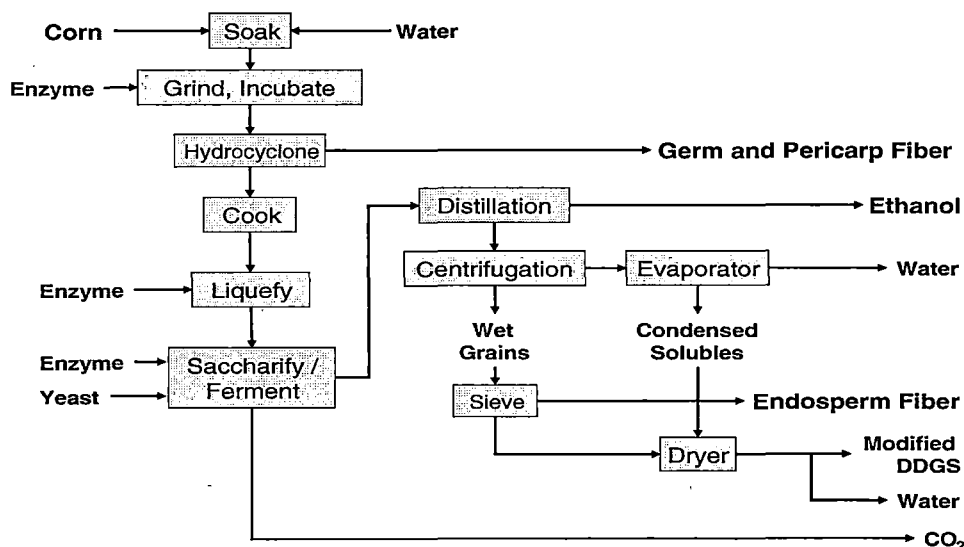 Corn
Soak
Water
Enzyme
Grind, Incubate
Hydrocyclone
Germ and Pericarp Fiber
Cook
Distillation
Ethanol
Centrifugation
Evaporator
Water
Enzyme
Liquefy
Wet
Grains
Condensed
Solubles
Enzyme
Yeast
Saccharify /
Ferment
Sieve
Endosperm Fiber
Dryer
Modified
DDGS
Water
CO₂